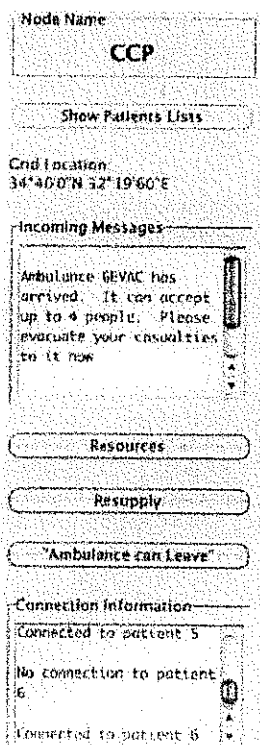 Node Name
CCP
Show Patients Lists
Grid Location:
34°40'0"N 32°19'60"E
Incoming Messages
Ambulance GEVAC has
arrived. It can accept
up to 4 people. Please
evacuate your casualties
to it now
Resources
Resupply
"Ambulance can Leave"
Connection Information
Connected to patient 5
No connection to patient
6
Connected to patient 6